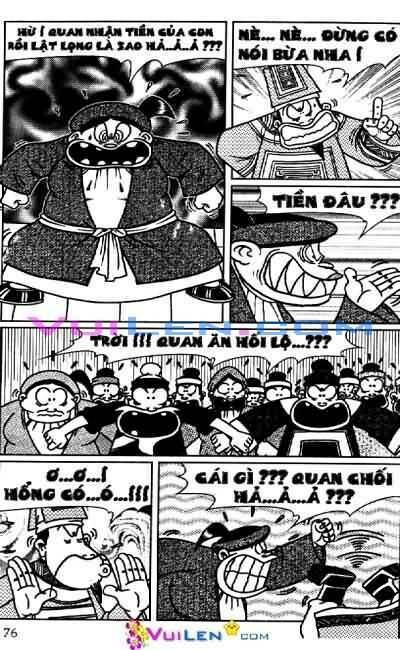 HỪ ! QUAN NHẬN TIỀN CỦA CON
RỒI LẬT LỌNG LÀ SAO HẢ..Ả..Ả ???
NÈ... NÈ... ĐỪNG CÓ
NÓI BỪA NHA !
TIỀN ĐÂU ???
VUILEN.COM
TRỜI !!! QUAN ĂN HỐI LỘ...???
Ơ...Ơ...!
HỔNG CÓ...Ó...!!!
CÁI GÌ ??? QUAN CHỐI
HẢ...Ả...Ả ???
76
VUILEN.COM